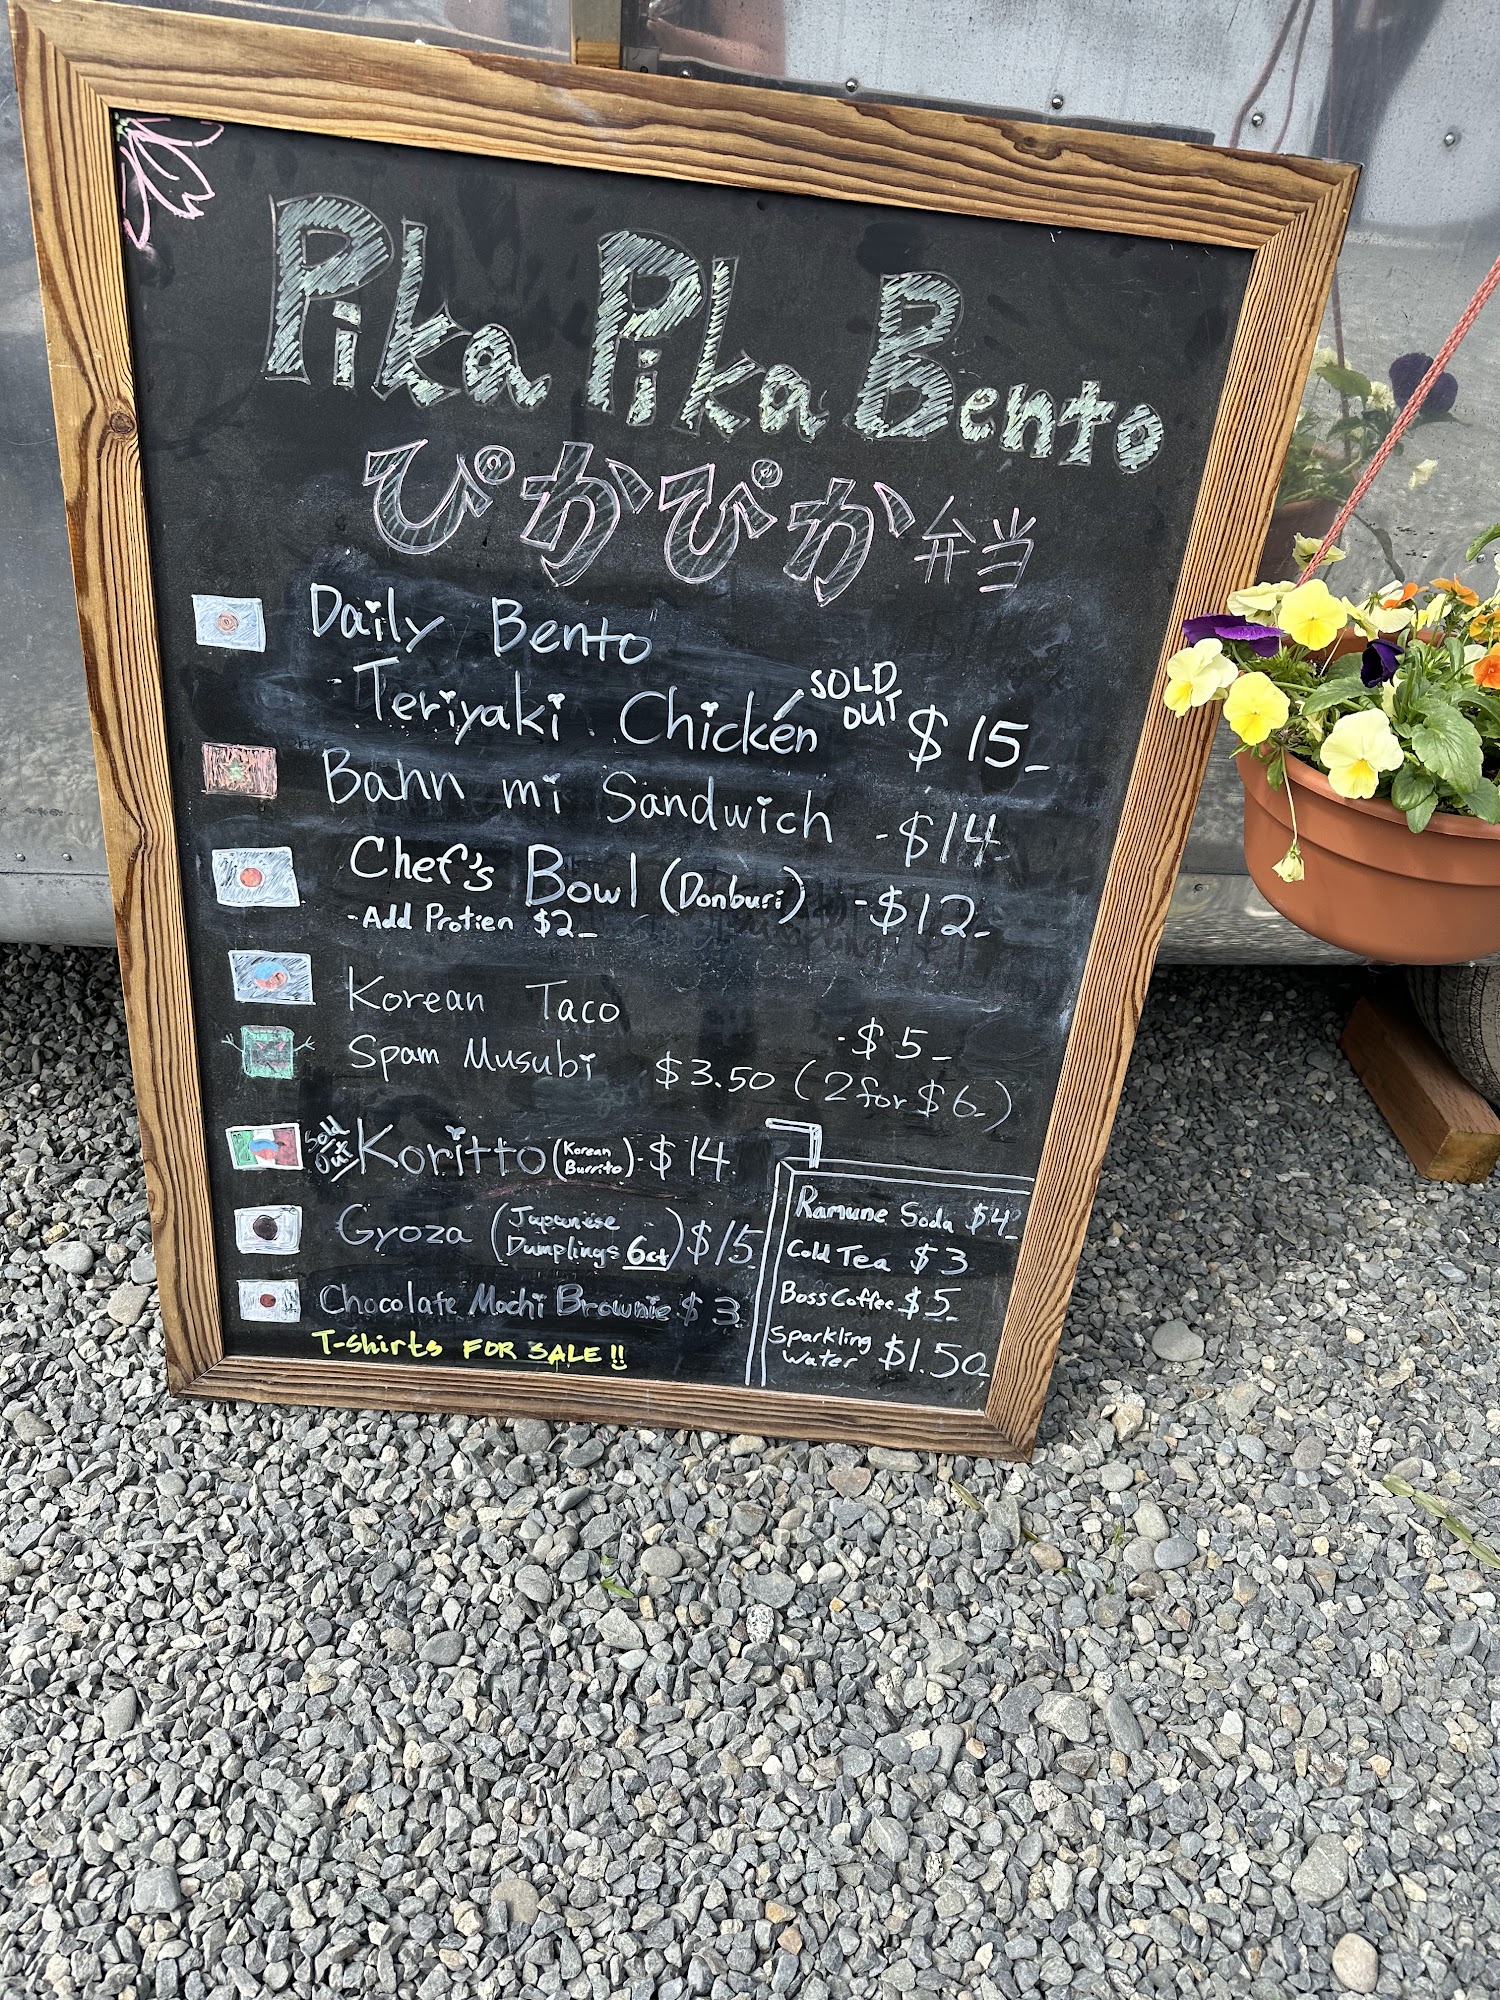 Pika Pika Bento
ぴかぴか弁当
Daily Bento
- Teriyaki Chicken SOLD OUT $15-
Bahn mi Sandwich - $14-
Chef's Bowl (Donburi) - $12-
- Add Protien $2-
Korean Taco - $5-
Spam Musubi $3.50 (2 for $6-)
Sold Out Koritto (Korean Burrito) - $14
Gyoza (Japanese Dumplings 6ct) $15
Chocolate Mochi Brownie $3
T-shirts FOR SALE!!
Ramune Soda $4-
Cold Tea $3
Boss Coffee $5
Sparkling
Water $1.50-